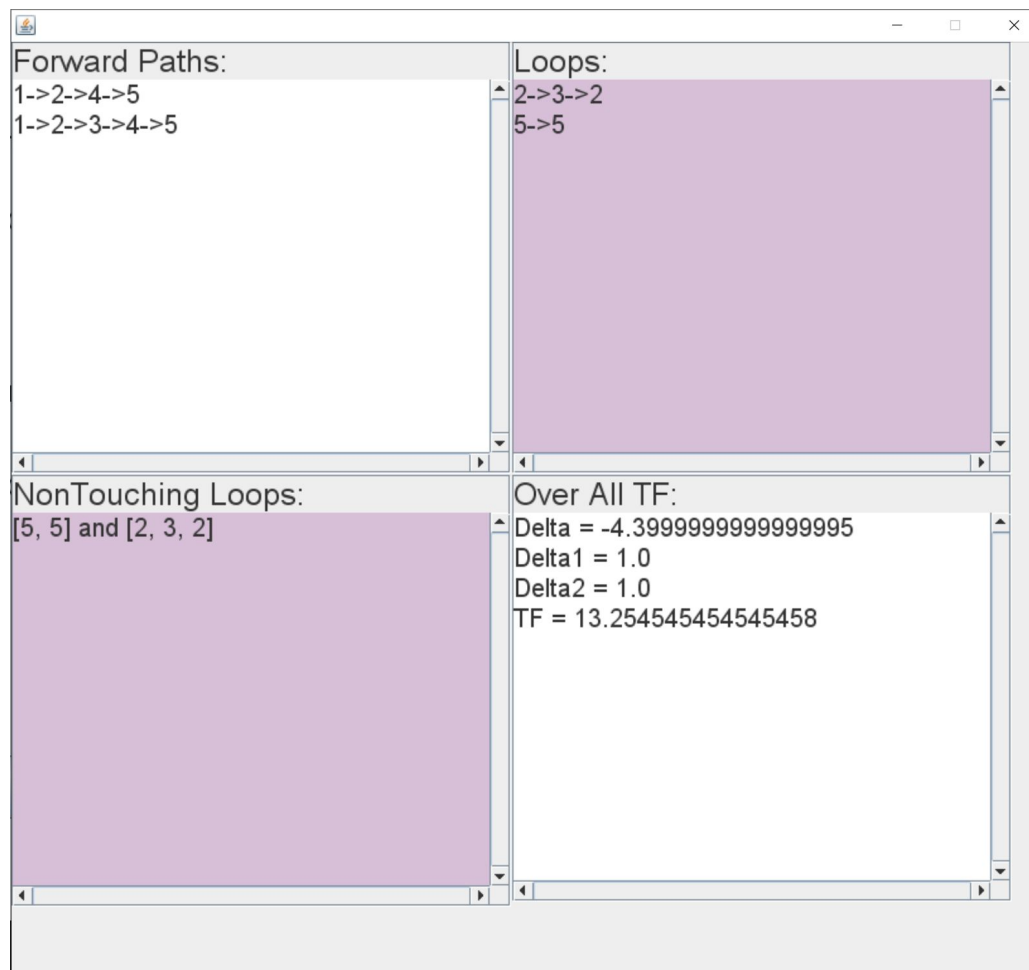 Forward Paths:
1->2->4->5
1->2->3->4->5
Loops:
2->3->2
5->5
NonTouching Loops:
[5, 5] and [2, 3, 2]
Over All TF:
Delta = -4.3999999999999995
Delta1 = 1.0
Delta2 = 1.0
TF = 13.254545454545458